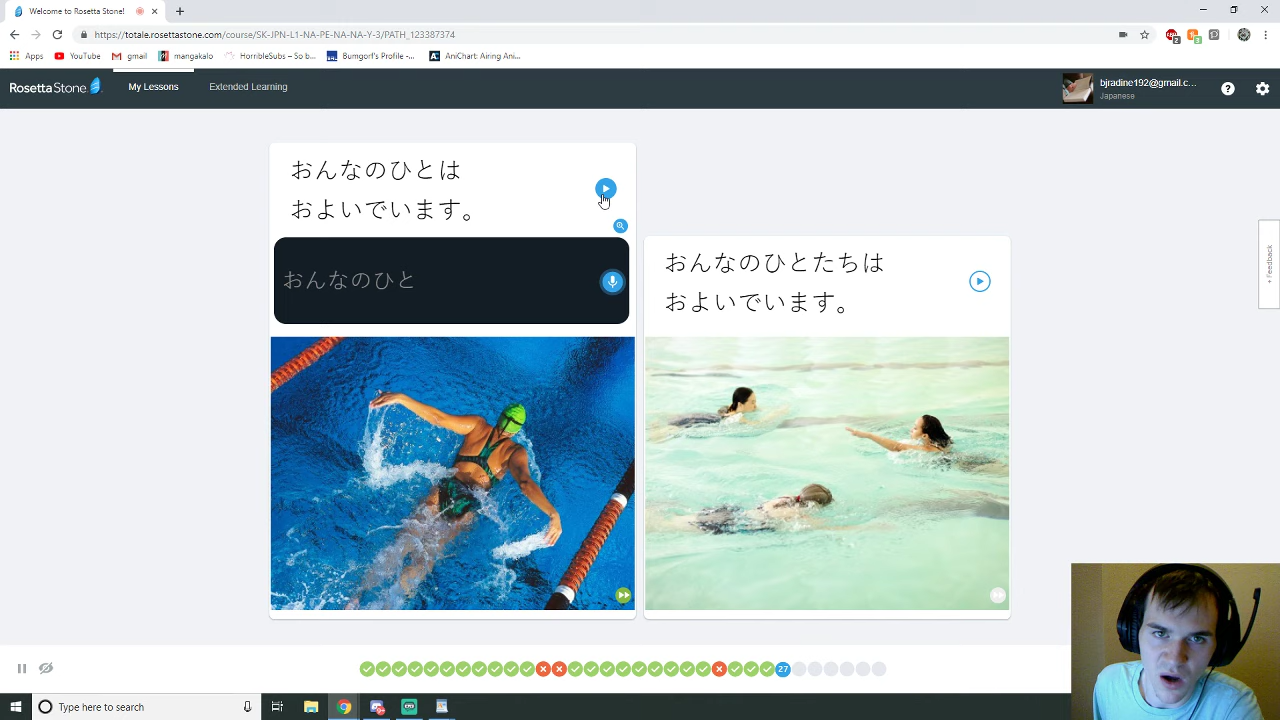 Welcome to Rosetta Stone!
https://totale.rosettastone.com/course/SK-JPN-L1-NA-PE-NA-NA-Y-3/PATH_123387374
Apps YouTube gmail mangakalo HorribleSubs – So b... Bumgorf's Profile -... AniChart: Airing Ani...
RosettaStone My Lessons Extended Learning
bjradine192@gmail.c...
Japanese
おんなのひとは
およいでいます。
おんなのひと
おんなのひとたちは
およいでいます。
+ Feedback
27
Type here to search